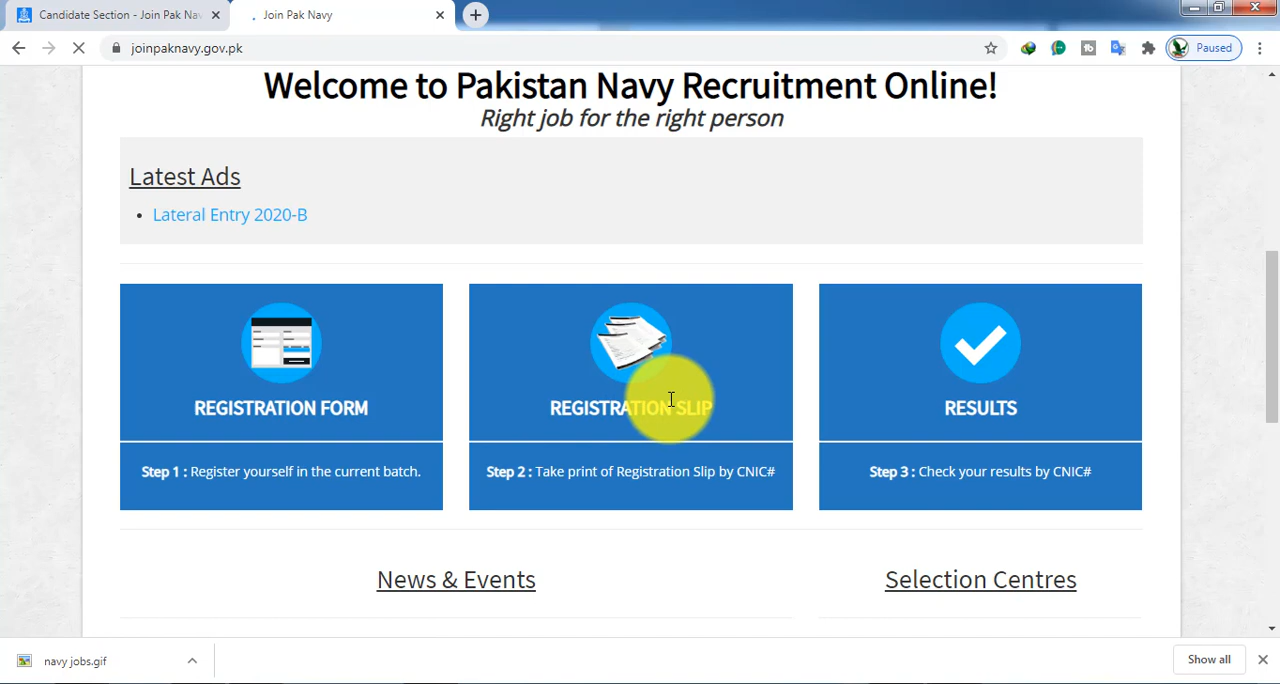 Candidate Section - Join Pak Nav
Join Pak Navy
joinpaknavy.gov.pk
Paused
Welcome to Pakistan Navy Recruitment Online!
Right job for the right person
Latest Ads
Lateral Entry 2020-B
REGISTRATION FORM
Step 1 : Register yourself in the current batch.
REGISTRATION SLIP
Step 2 : Take print of Registration Slip by CNIC#
RESULTS
Step 3 : Check your results by CNIC#
News & Events
Selection Centres
navy jobs.gif
Show all